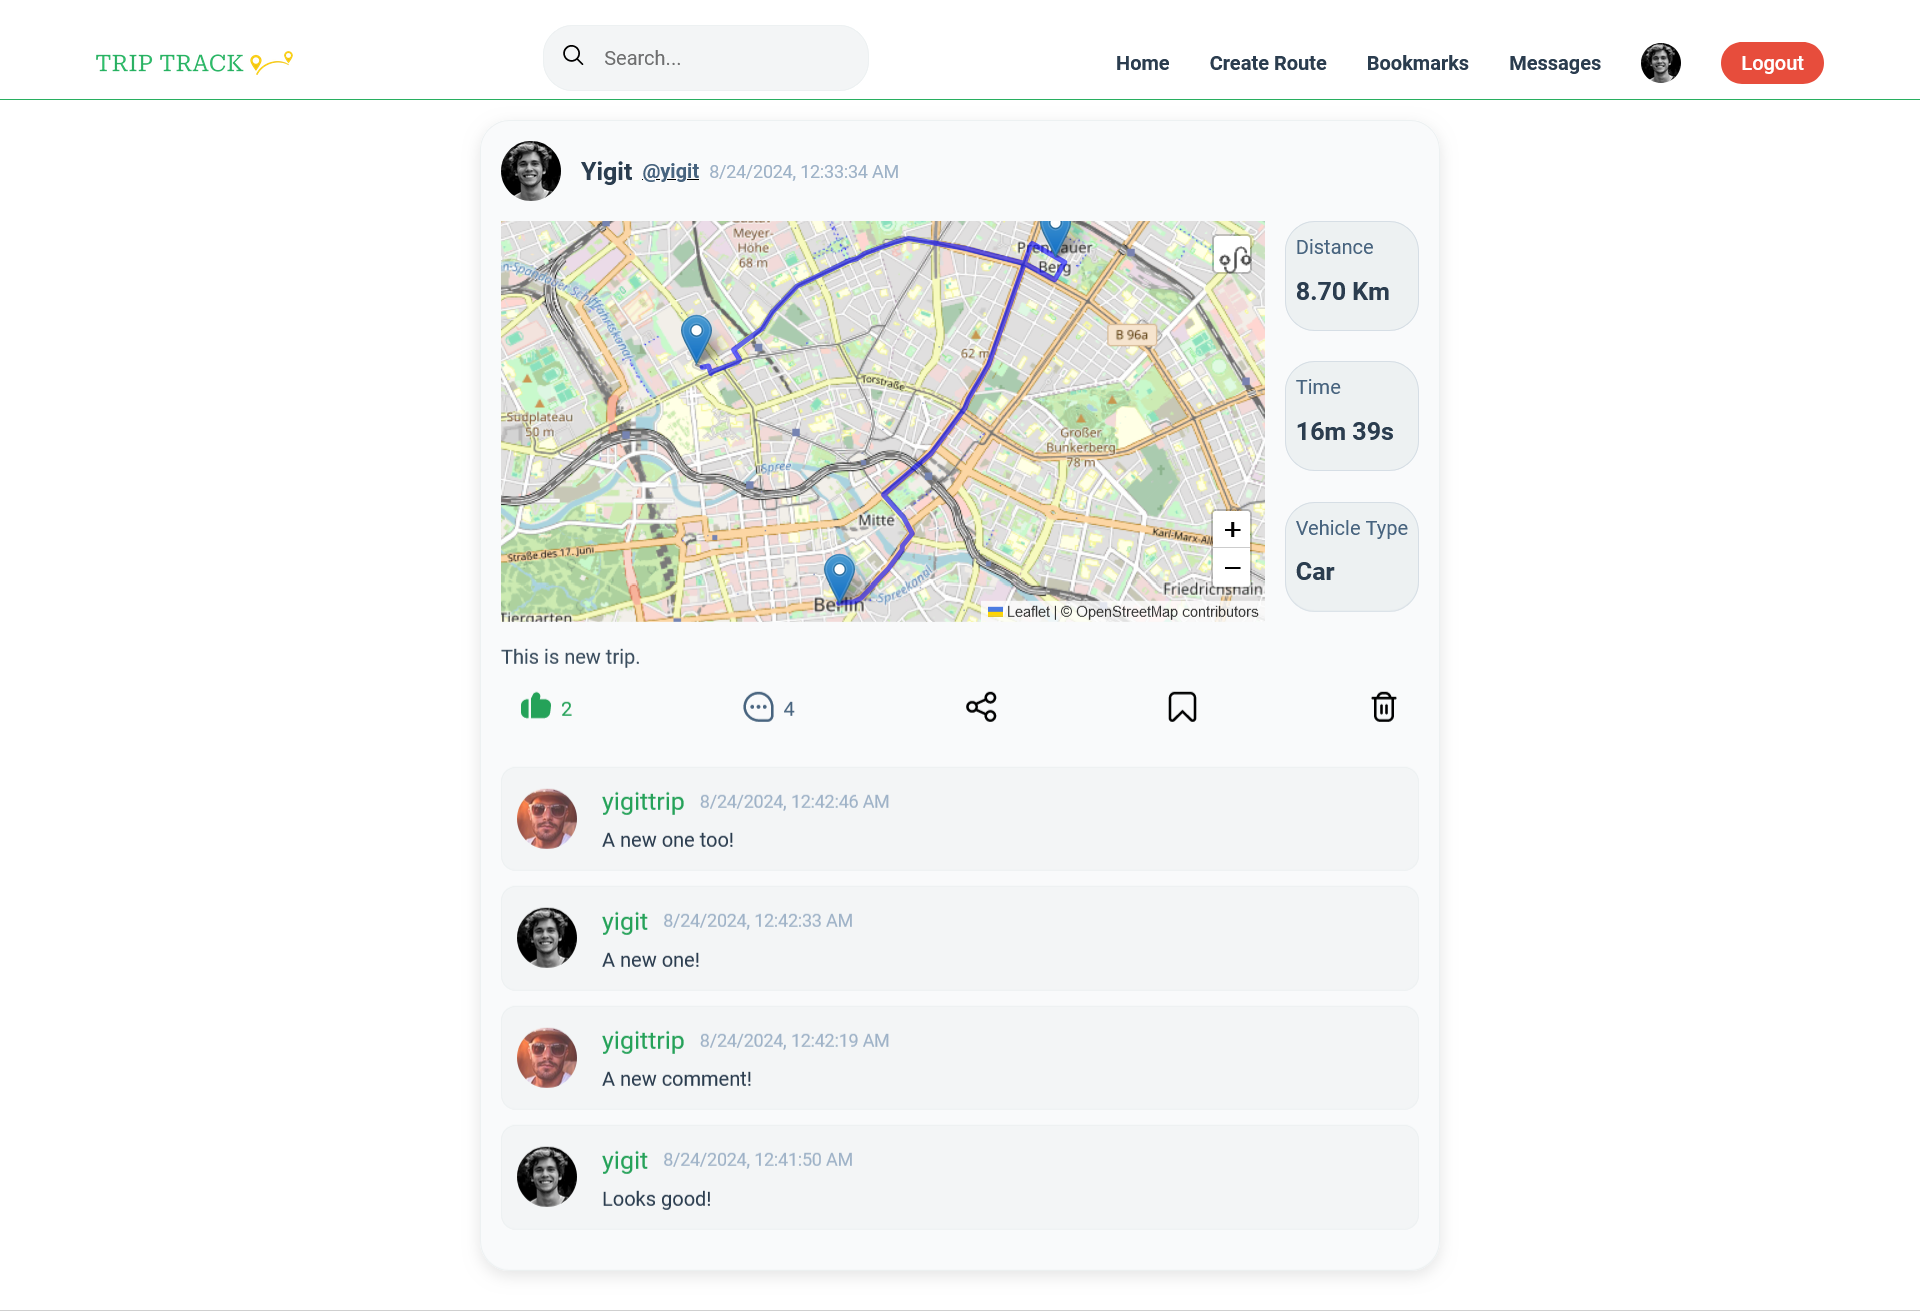 TRIP TRACK
Search...
Home
Create Route
Bookmarks
Messages
Logout
Yigit @yigit 8/24/2024, 12:33:34 AM
Meyer-
Höhe
68 m
Berg
B 96a
62 m
Torstraße
Südplateau
50 m
Großer
Bunkerberg
78 m
Spree
Mitte
Straße des 17. Juni
Berlin
Spreekanal
Friedrichshain
Tiergarten
+
−
Leaflet | © OpenStreetMap contributors
Distance
8.70 Km
Time
16m 39s
Vehicle Type
Car
This is new trip.
2
4
yigittrip 8/24/2024, 12:42:46 AM
A new one too!
yigit 8/24/2024, 12:42:33 AM
A new one!
yigittrip 8/24/2024, 12:42:19 AM
A new comment!
yigit 8/24/2024, 12:41:50 AM
Looks good!